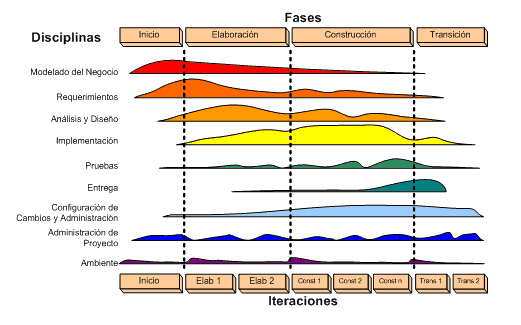 Fases
Disciplinas
Inicio
Elaboración
Construcción
Transición
Modelado del Negocio
Requerimientos
Análisis y Diseño
Implementación
Pruebas
Entrega
Configuración de
Cambios y Administración
Administración de
Proyecto
Ambiente
Inicio
Elab 1
Elab 2
Const 1
Const 2
Const n
Trans 1
Trans 2
Iteraciones